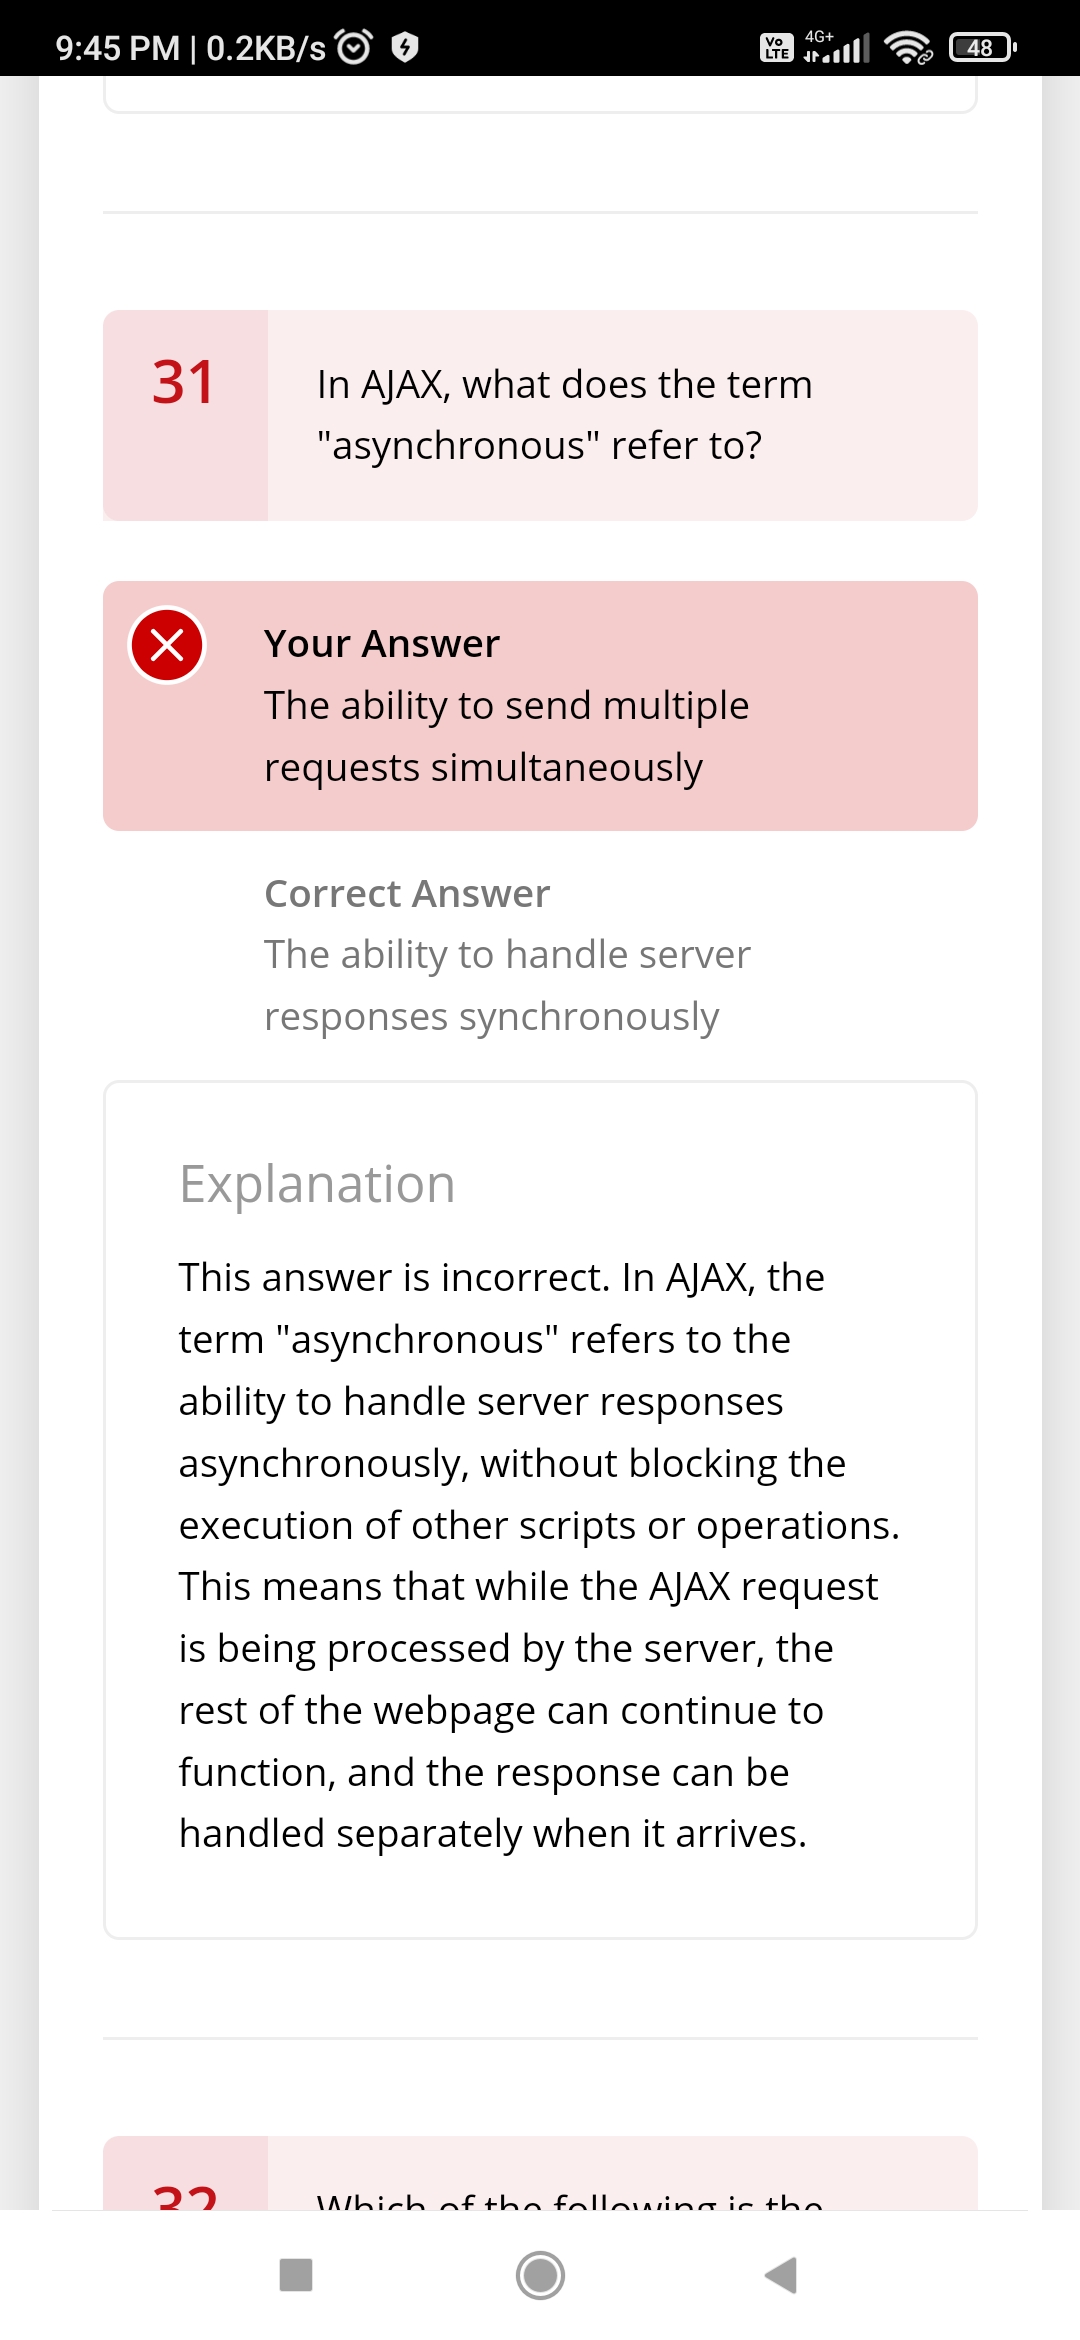 9:45 PM | 0.2KB/s
Vo LTE 4G+ 48
31
In AJAX, what does the term
"asynchronous" refer to?
Your Answer
The ability to send multiple
requests simultaneously
Correct Answer
The ability to handle server
responses synchronously
Explanation
This answer is incorrect. In AJAX, the
term "asynchronous" refers to the
ability to handle server responses
asynchronously, without blocking the
execution of other scripts or operations.
This means that while the AJAX request
is being processed by the server, the
rest of the webpage can continue to
function, and the response can be
handled separately when it arrives.
32
Which of the following is the